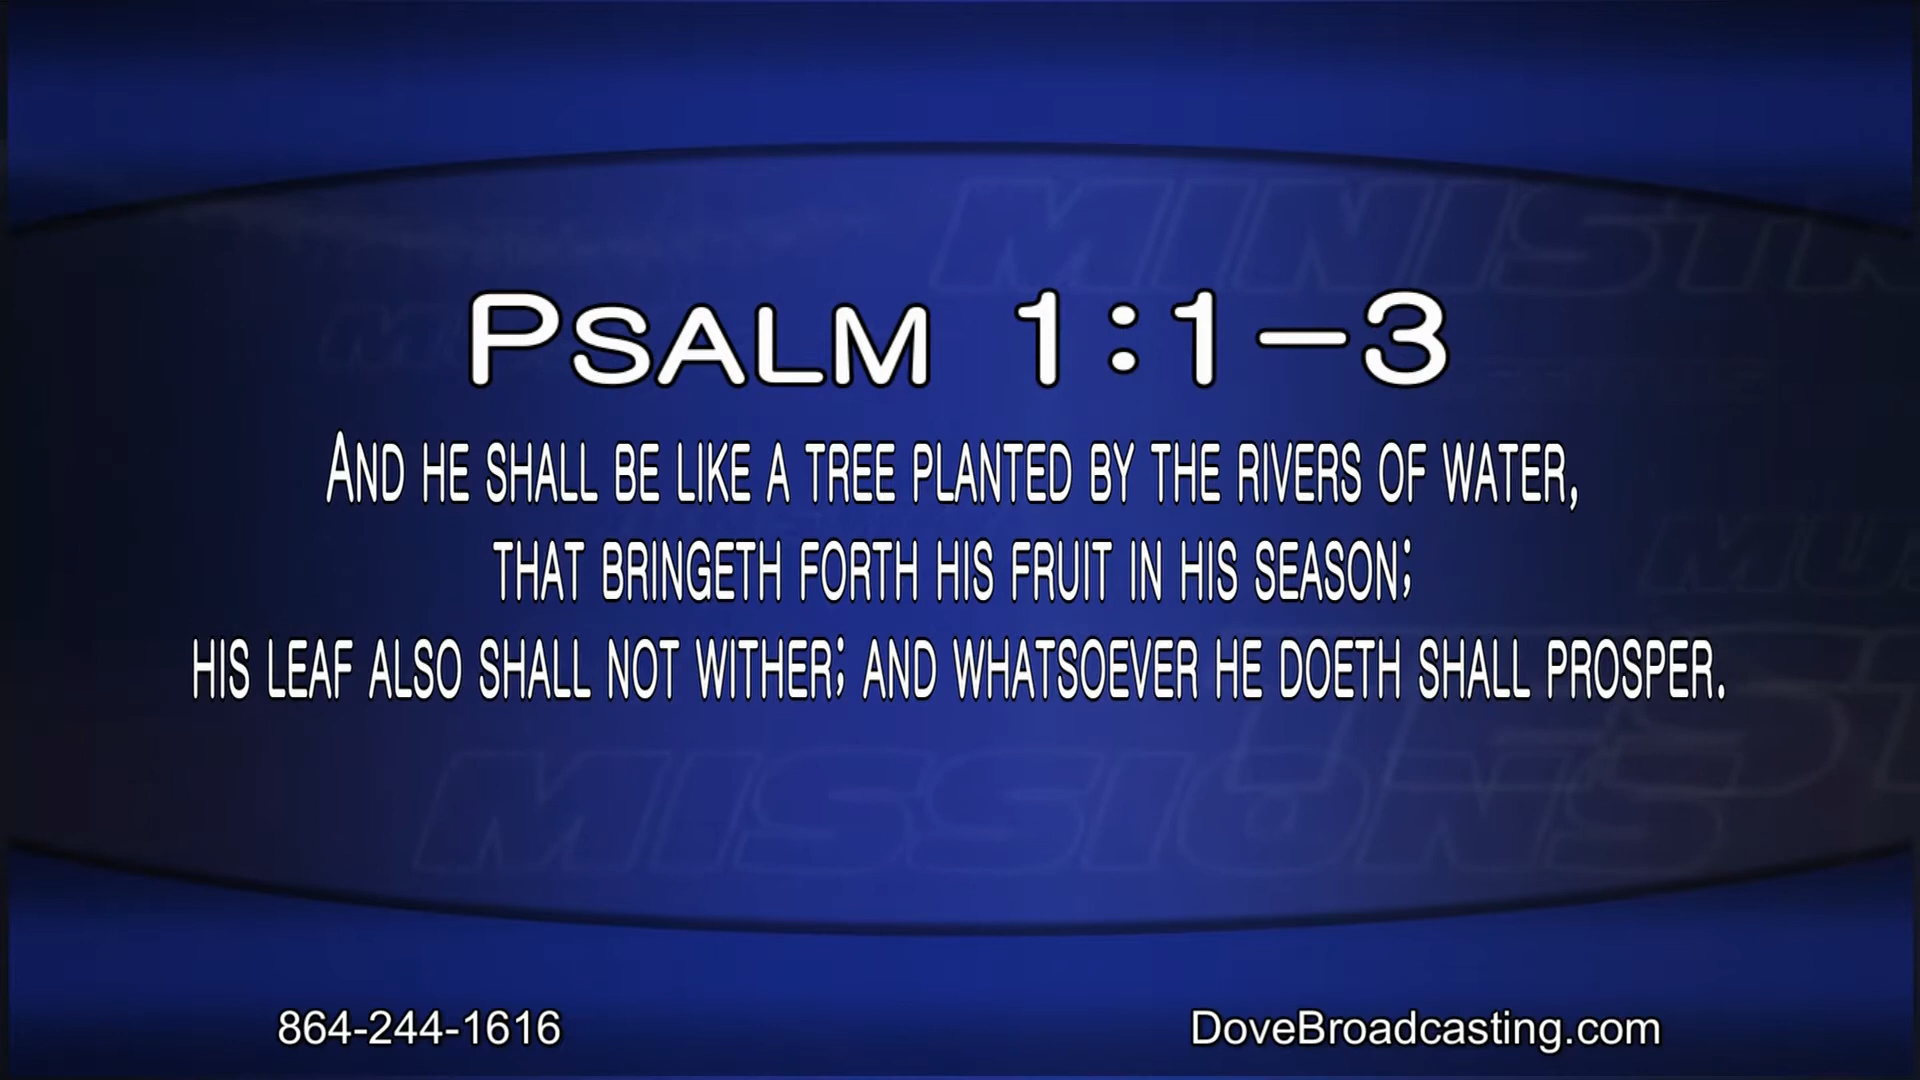 MINISTR
PSALM 1:1-3
AND HE SHALL BE LIKE A TREE PLANTED BY THE RIVERS OF WATER,
THAT BRINGETH FORTH HIS FRUIT IN HIS SEASON;
HIS LEAF ALSO SHALL NOT WITHER; AND WHATSOEVER HE DOETH SHALL PROSPER.
MISSIONS
864-244-1616
DoveBroadcasting.com